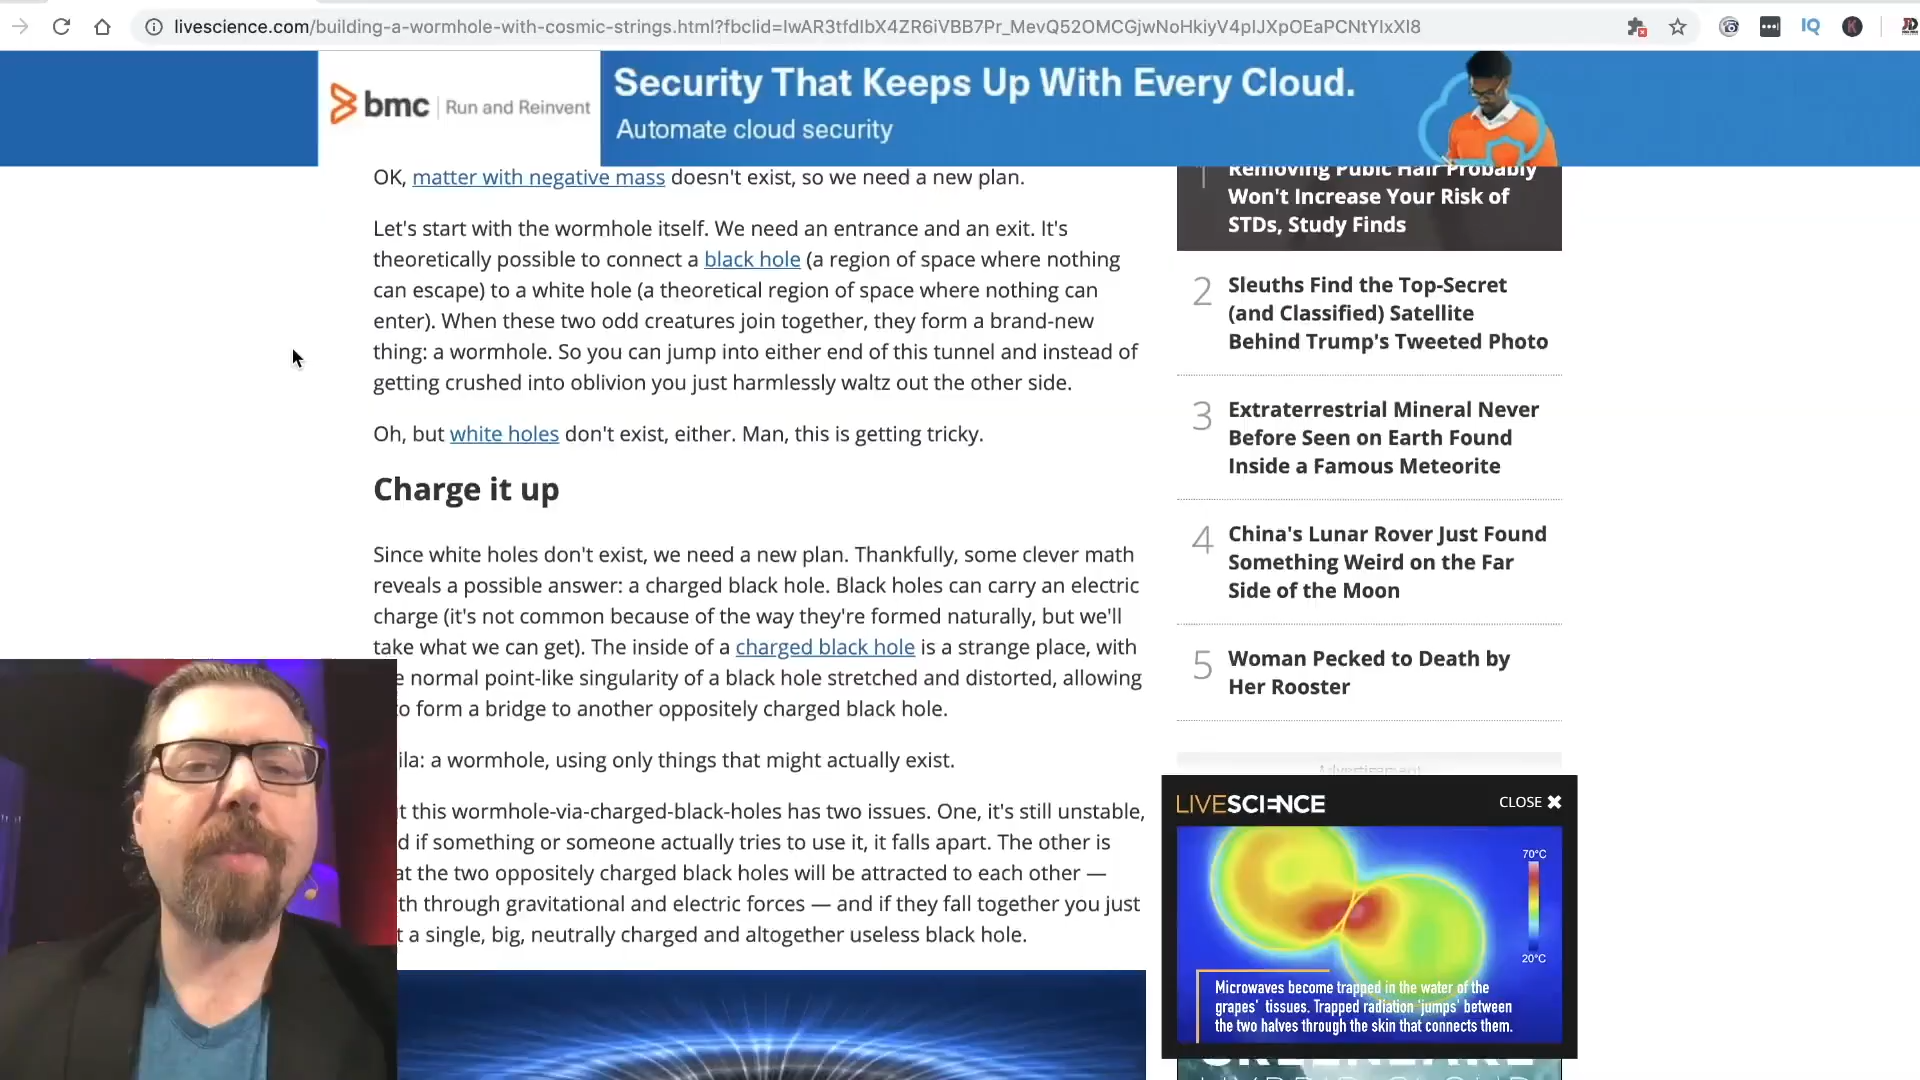 livescience.com/building-a-wormhole-with-cosmic-strings.html?fbclid=IwAR3tfdIbX4ZR6iVBB7Pr_MevQ52OMCGjwNoHkiyV4pIJXpOEaPCNtYIxXI8
IQ
K
bmc | Run and Reinvent
Security That Keeps Up With Every Cloud.
Automate cloud security
OK, matter with negative mass doesn't exist, so we need a new plan.
Let's start with the wormhole itself. We need an entrance and an exit. It's
theoretically possible to connect a black hole (a region of space where nothing
can escape) to a white hole (a theoretical region of space where nothing can
enter). When these two odd creatures join together, they form a brand-new
thing: a wormhole. So you can jump into either end of this tunnel and instead of
getting crushed into oblivion you just harmlessly waltz out the other side.
Oh, but white holes don't exist, either. Man, this is getting tricky.
Charge it up
Since white holes don't exist, we need a new plan. Thankfully, some clever math
reveals a possible answer: a charged black hole. Black holes can carry an electric
charge (it's not common because of the way they're formed naturally, but we'll
take what we can get). The inside of a charged black hole is a strange place, with
e normal point-like singularity of a black hole stretched and distorted, allowing
to form a bridge to another oppositely charged black hole.
ila: a wormhole, using only things that might actually exist.
t this wormhole-via-charged-black-holes has two issues. One, it's still unstable,
d if something or someone actually tries to use it, it falls apart. The other is
at the two oppositely charged black holes will be attracted to each other —
th through gravitational and electric forces — and if they fall together you just
t a single, big, neutrally charged and altogether useless black hole.
1 Removing Pubic Hair Probably
Won't Increase Your Risk of
STDs, Study Finds
2 Sleuths Find the Top-Secret
(and Classified) Satellite
Behind Trump's Tweeted Photo
3 Extraterrestrial Mineral Never
Before Seen on Earth Found
Inside a Famous Meteorite
4 China's Lunar Rover Just Found
Something Weird on the Far
Side of the Moon
5 Woman Pecked to Death by
Her Rooster
Advertisement
LIVESCIENCE
CLOSE ✖
70°C
20°C
Microwaves become trapped in the water of the
grapes' tissues. Trapped radiation 'jumps' between
the two halves through the skin that connects them.